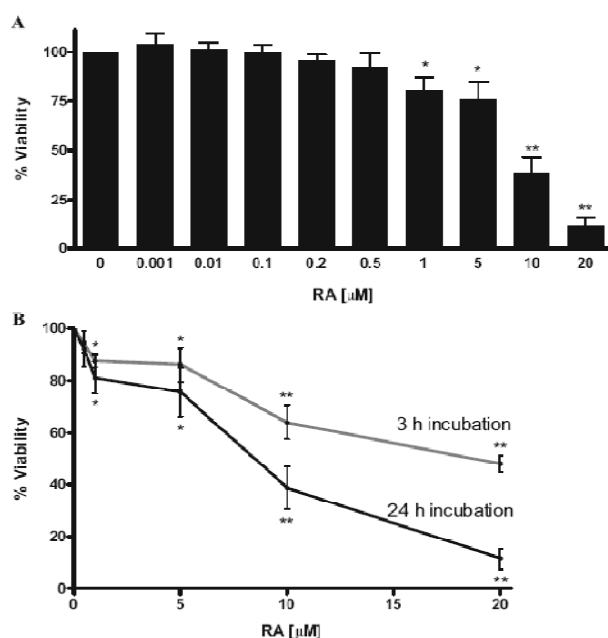 A
% Viability
100
75
50
25
0
* * ** **
0 0.001 0.01 0.1 0.2 0.5 1 5 10 20
RA [µM]
B
% Viability
100
80
60
40
20
0
* * ** **
3 h incubation
24 h incubation
* * ** **
0 5 10 15 20
RA [µM]